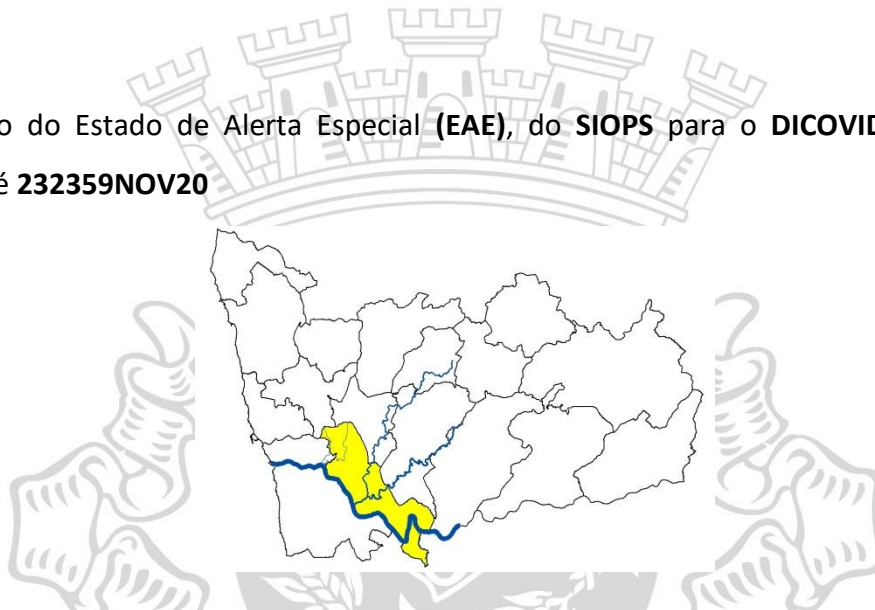 o do Estado de Alerta Especial (EAE), do SIOPS para o DICOVID
é 232359NOV20